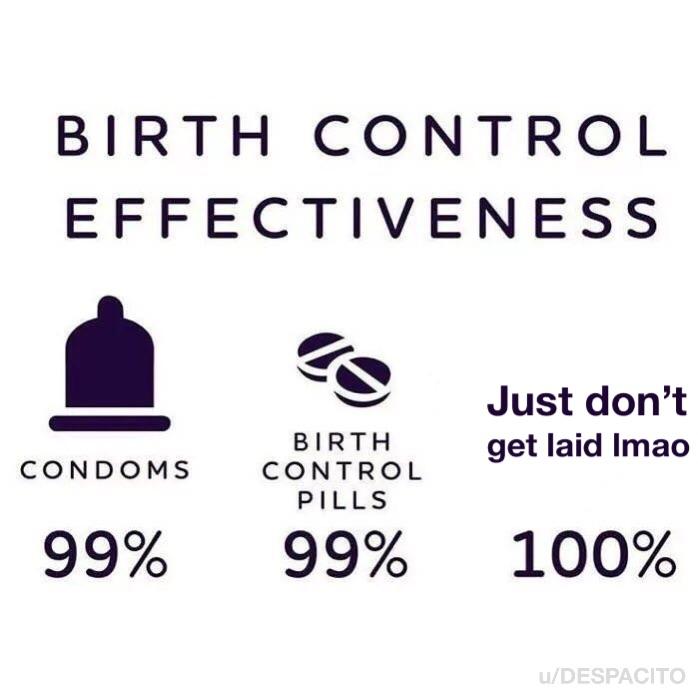 BIRTH CONTROL
EFFECTIVENESS
CONDOMS
99%
BIRTH
CONTROL
PILLS
99%
Just don't
get laid lmao
100%
u/DESPACITO